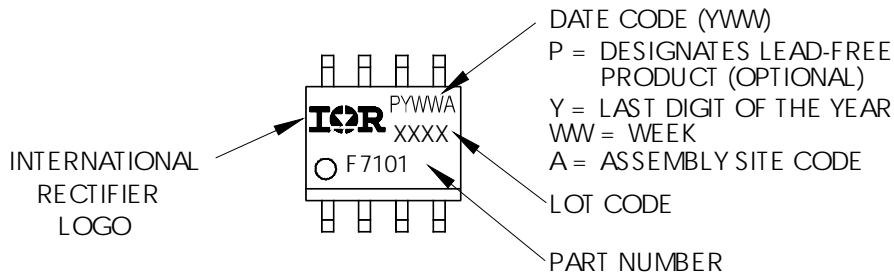 DATE CODE (YWW)
P = DESIGNATES LEAD-FREE
PRODUCT (OPTIONAL)
Y = LAST DIGIT OF THE YEAR
WW = WEEK
A = ASSEMBLY SITE CODE
LOT CODE
PART NUMBER
INTERNATIONAL
RECTIFIER
LOGO
IOR
PYWWA
XXXX
F7101